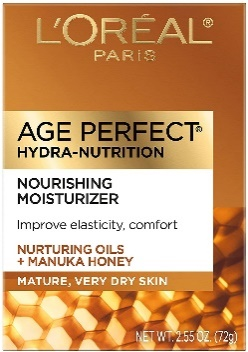 L'ORÉAL®
PARIS
AGE PERFECT®
HYDRA-NUTRITION
NOURISHING
MOISTURIZER
Improve elasticity, comfort
NURTURING OILS
+ MANUKA HONEY
MATURE, VERY DRY SKIN
NET WT. 2.55 OZ. (72g)